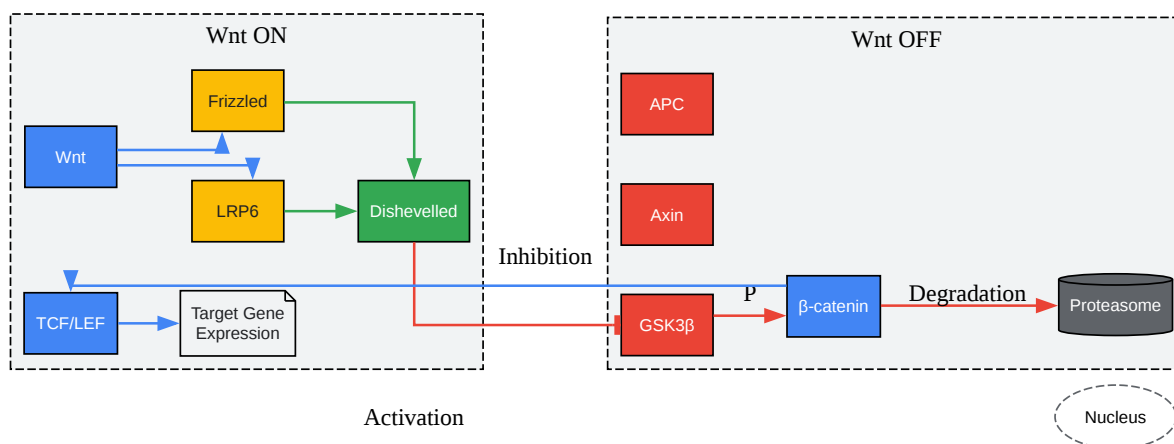 Wnt ON
Wnt OFF
Frizzled
APC
Wnt
LRP6
Dishevelled
Axin
Inhibition
TCF/LEF
Target Gene
Expression
GSK3β
P
β-catenin
Degradation
Proteasome
Activation
Nucleus